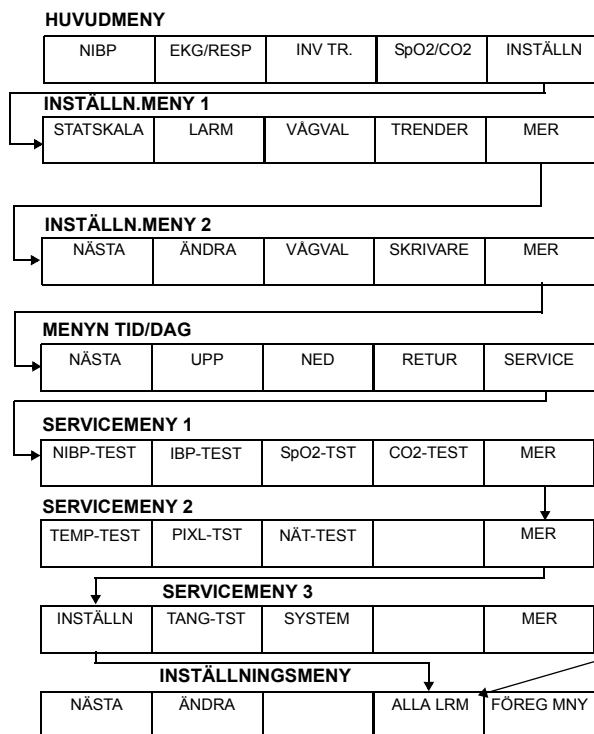 HUVUDMENY
NIBP EKG/RESP INV TR. SpO2/CO2 INSTÄLLN
INSTÄLLN.MENY 1
STATSKALA LARM VÅGVAL TRENDER MER
INSTÄLLN.MENY 2
NÄSTA ÄNDRA VÅGVAL SKRIVARE MER
MENYN TID/DAG
NÄSTA UPP NED RETUR SERVICE
SERVICEMENY 1
NIBP-TEST IBP-TEST SpO2-TST CO2-TEST MER
SERVICEMENY 2
TEMP-TEST PIXL-TST NÄT-TEST MER
SERVICEMENY 3
INSTÄLLN TANG-TST SYSTEM MER
INSTÄLLNINGSMENY
NÄSTA ÄNDRA ALLA LRM FÖREG MNY